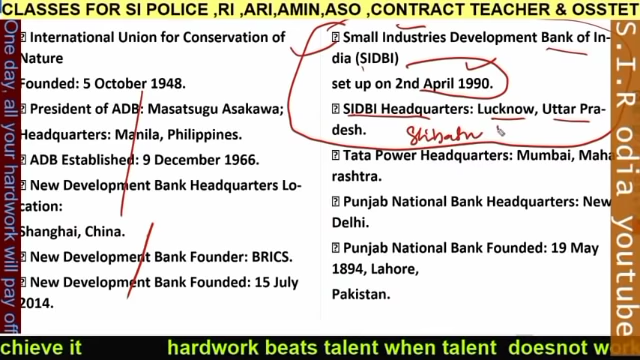 CLASSES FOR SI POLICE ,RI ,ARI,AMIN,ASO ,CONTRACT TEACHER & OSSTET
One day, all your hardwork will pay off
International Union for Conservation of
Nature
Founded: 5 October 1948.
President of ADB: Masatsugu Asakawa;
Headquarters: Manila, Philippines.
ADB Established: 9 December 1966.
New Development Bank Headquarters Lo-
cation:
Shanghai, China.
New Development Bank Founder: BRICS.
New Development Bank Founded: 15 July
2014.
Small Industries Development Bank of In-
dia (SIDBI)
set up on 2nd April 1990.
SIDBI Headquarters: Lucknow, Uttar Pra-
desh.
Tata Power Headquarters: Mumbai, Maha
rashtra.
Punjab National Bank Headquarters: New
Delhi.
Punjab National Bank Founded: 19 May
1894, Lahore,
Pakistan.
S.I.R odia youtube
achieve it hardwork beats talent when talent doesnot work